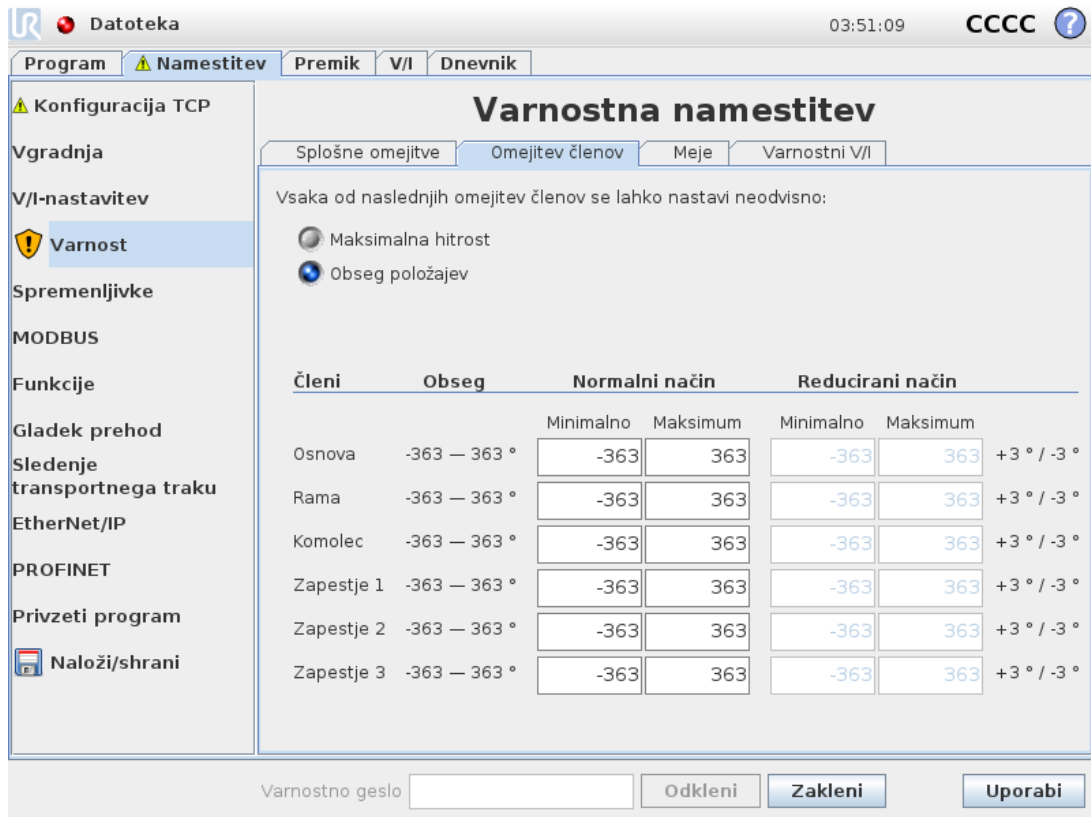 UR Datoteka 03:51:09 CCCC ?
Program Namestitev Premik V/I Dnevnik
Konfiguracija TCP
Vgradnja
V/I-nastavitev
Varnost
Spremenljivke
MODBUS
Funkcije
Gladek prehod
Sledenje
transportnega traku
EtherNet/IP
PROFINET
Privzeti program
Naloži/shrani
Varnostna namestitev
Splošne omejitve Omejitev členov Meje Varnostni V/I
Vsaka od naslednjih omejitev členov se lahko nastavi neodvisno:
Maksimalna hitrost
Obseg položajev
Členi Obseg Normalni način Reducirani način
Minimalno Maksimum Minimalno Maksimum
Osnova -363 — 363 ° -363 363 -363 363 +3 ° / -3 °
Rama -363 — 363 ° -363 363 -363 363 +3 ° / -3 °
Komolec -363 — 363 ° -363 363 -363 363 +3 ° / -3 °
Zapestje 1 -363 — 363 ° -363 363 -363 363 +3 ° / -3 °
Zapestje 2 -363 — 363 ° -363 363 -363 363 +3 ° / -3 °
Zapestje 3 -363 — 363 ° -363 363 -363 363 +3 ° / -3 °
Varnostno geslo Odkleni Zakleni Uporabi